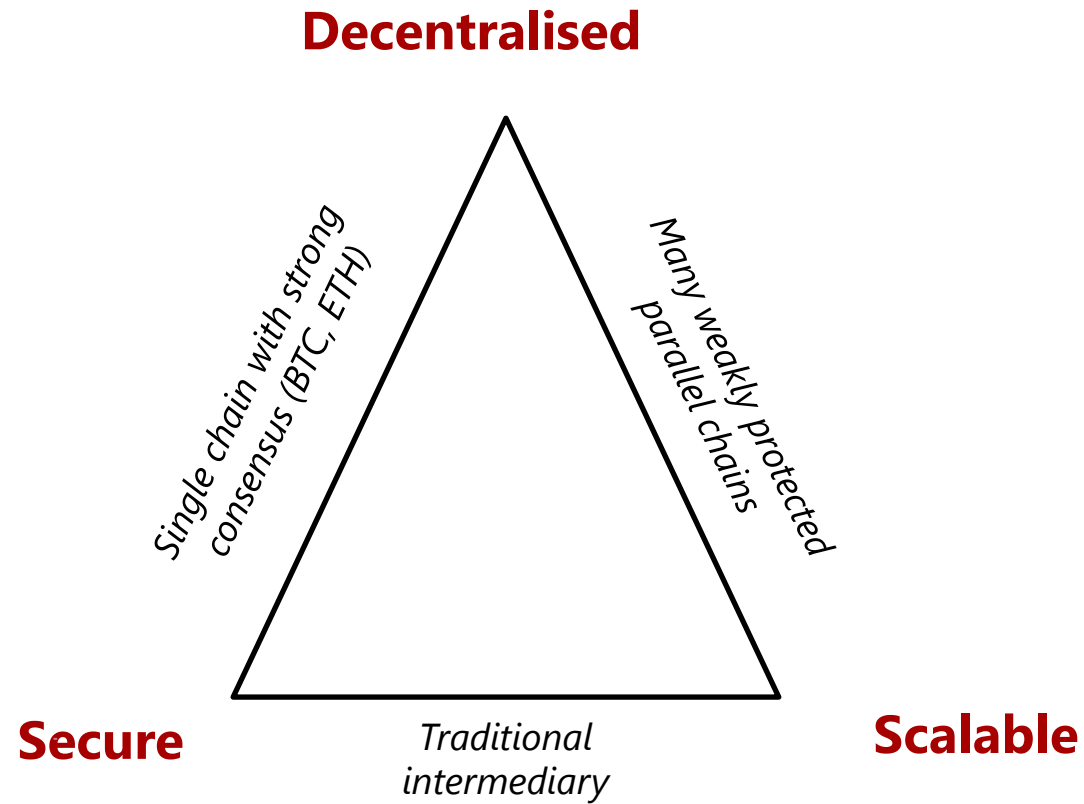 Decentralised
Single chain with strong
consensus (BTC, ETH)
Many weakly protected
parallel chains
Secure
Traditional
intermediary
Scalable